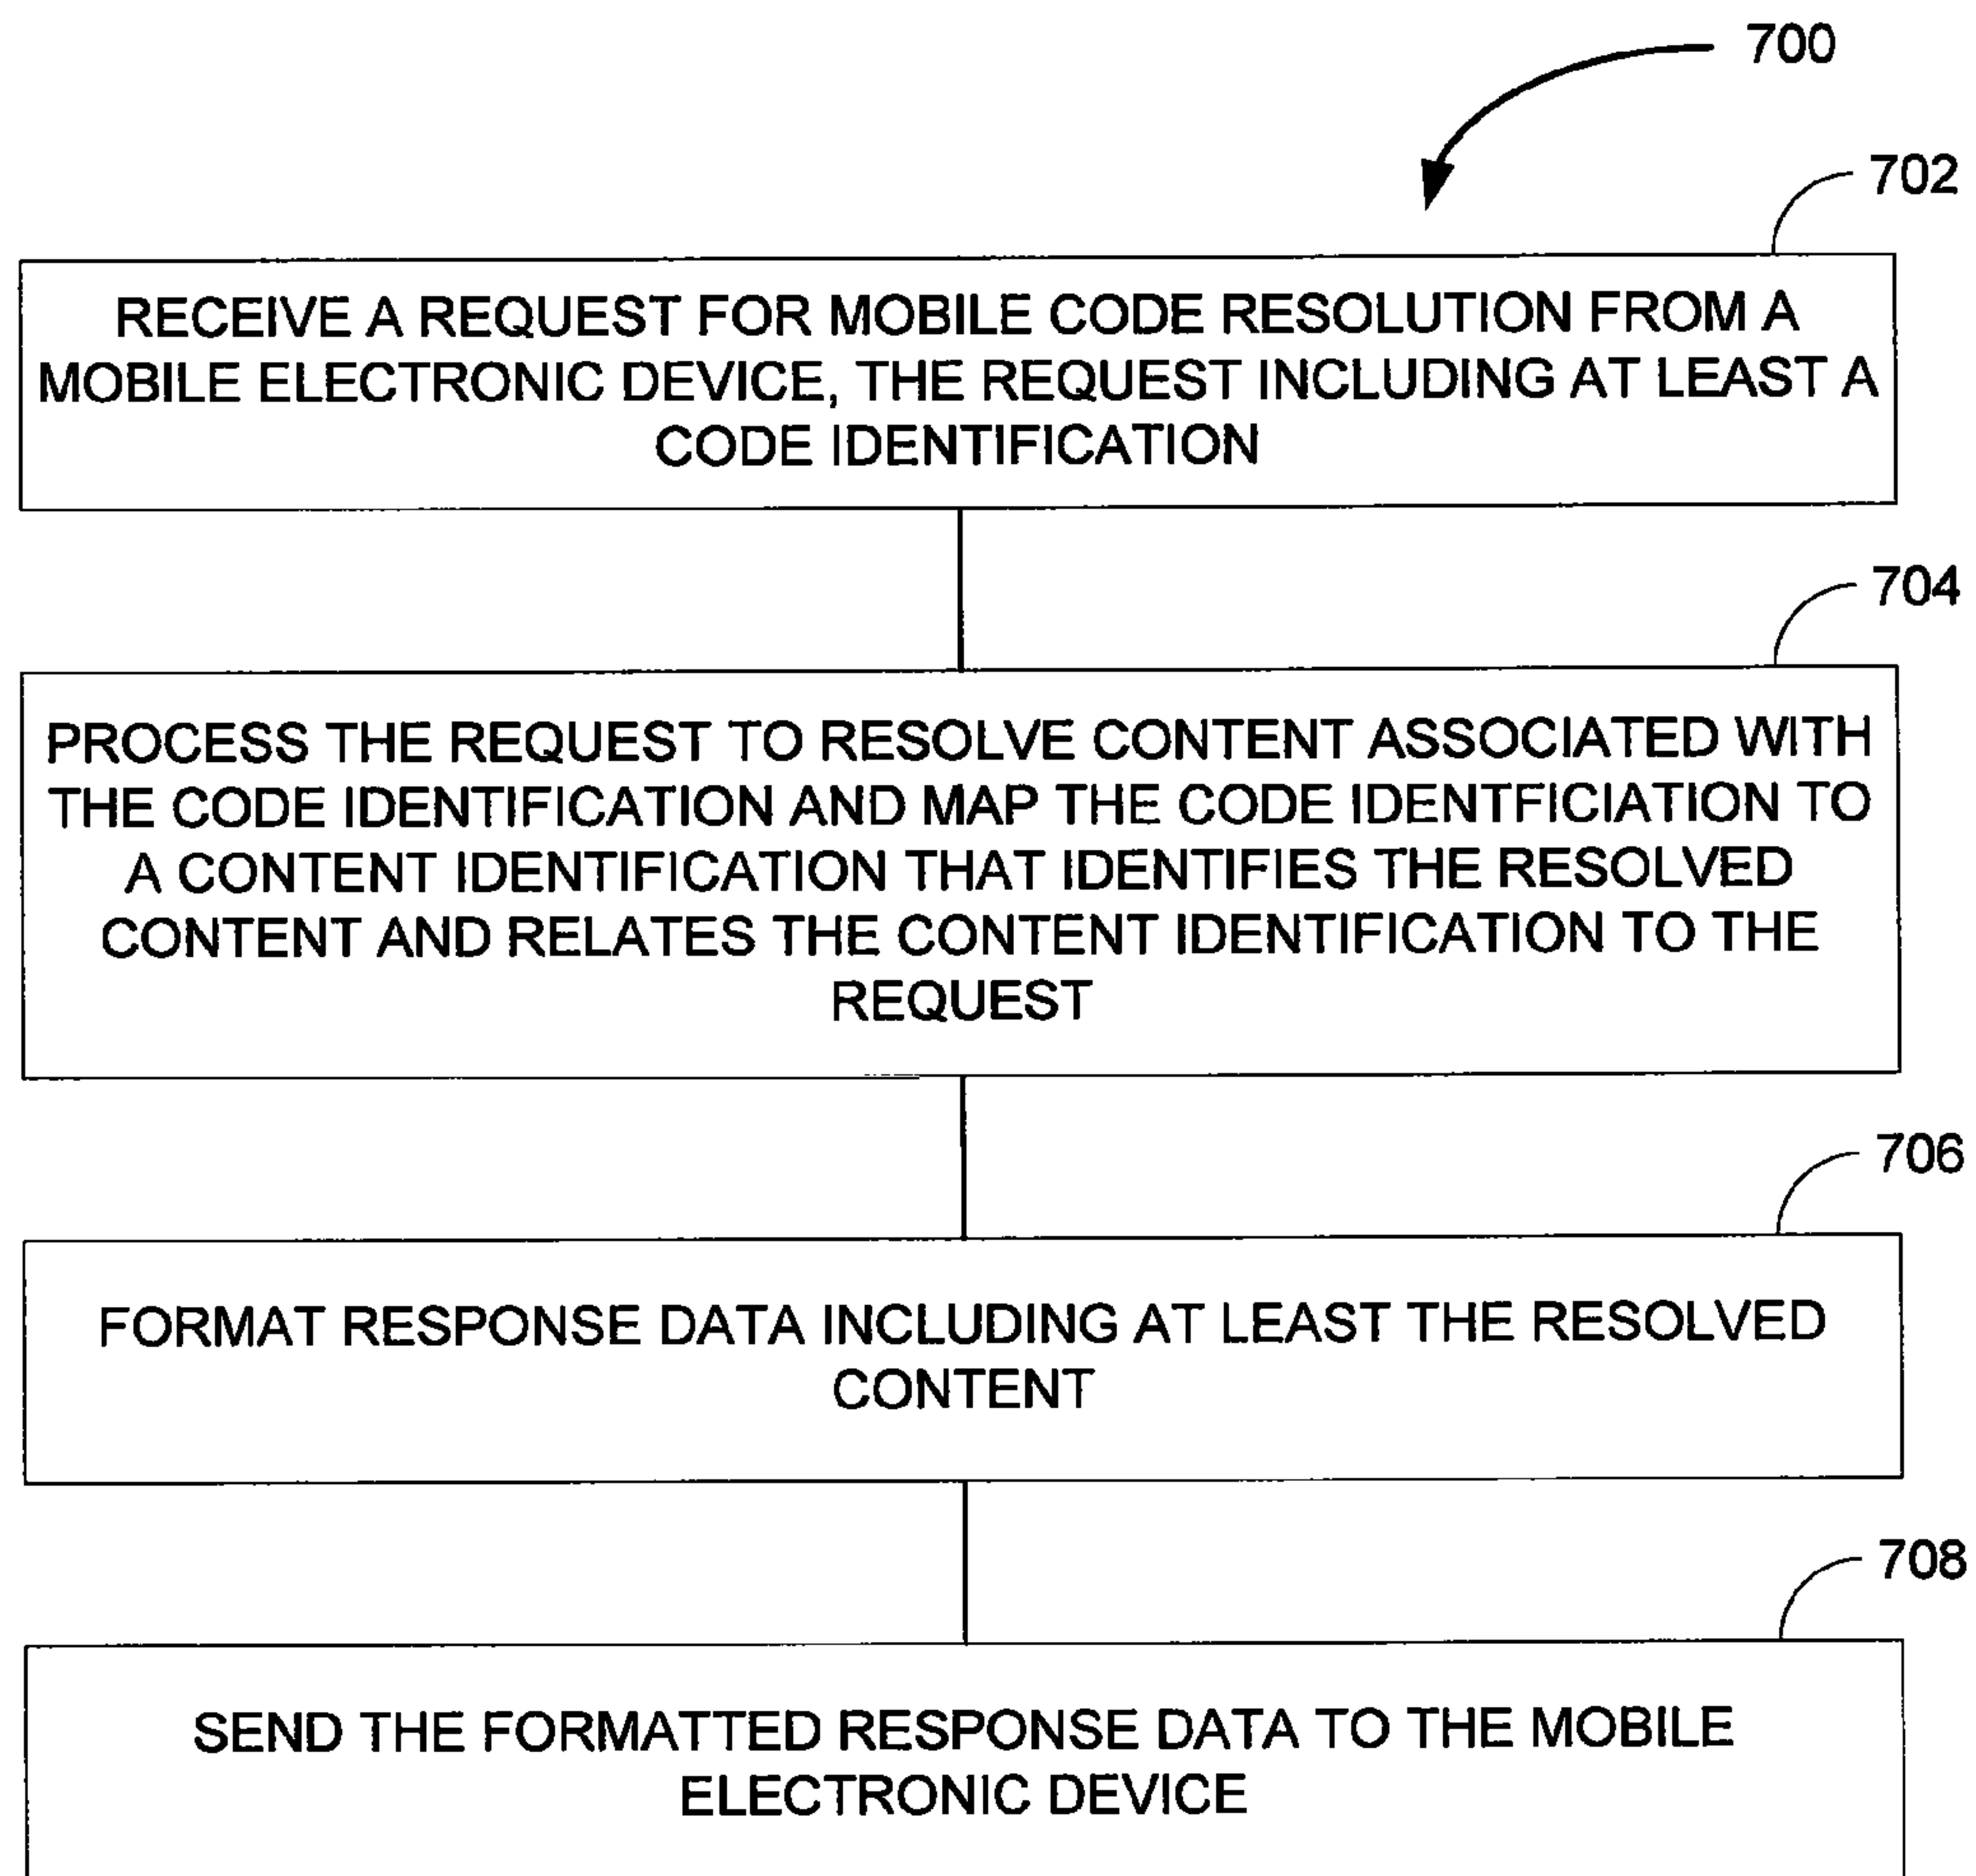 700
702
RECEIVE A REQUEST FOR MOBILE CODE RESOLUTION FROM A
MOBILE ELECTRONIC DEVICE, THE REQUEST INCLUDING AT LEAST A
CODE IDENTIFICATION
704
PROCESS THE REQUEST TO RESOLVE CONTENT ASSOCIATED WITH
THE CODE IDENTIFICATION AND MAP THE CODE IDENTFICIATION TO
A CONTENT IDENTIFICATION THAT IDENTIFIES THE RESOLVED
CONTENT AND RELATES THE CONTENT IDENTIFICATION TO THE
REQUEST
706
FORMAT RESPONSE DATA INCLUDING AT LEAST THE RESOLVED
CONTENT
708
SEND THE FORMATTED RESPONSE DATA TO THE MOBILE
ELECTRONIC DEVICE